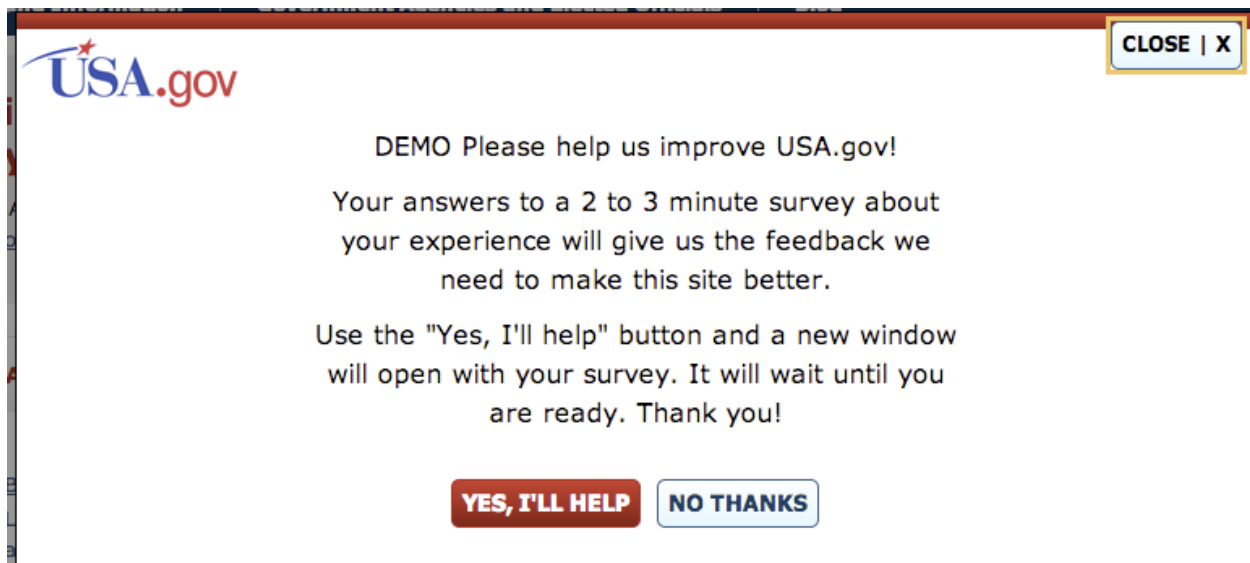 CLOSE | X
USA.gov
DEMO Please help us improve USA.gov!
Your answers to a 2 to 3 minute survey about
your experience will give us the feedback we
need to make this site better.
Use the "Yes, I'll help" button and a new window
will open with your survey. It will wait until you
are ready. Thank you!
YES, I'LL HELP
NO THANKS